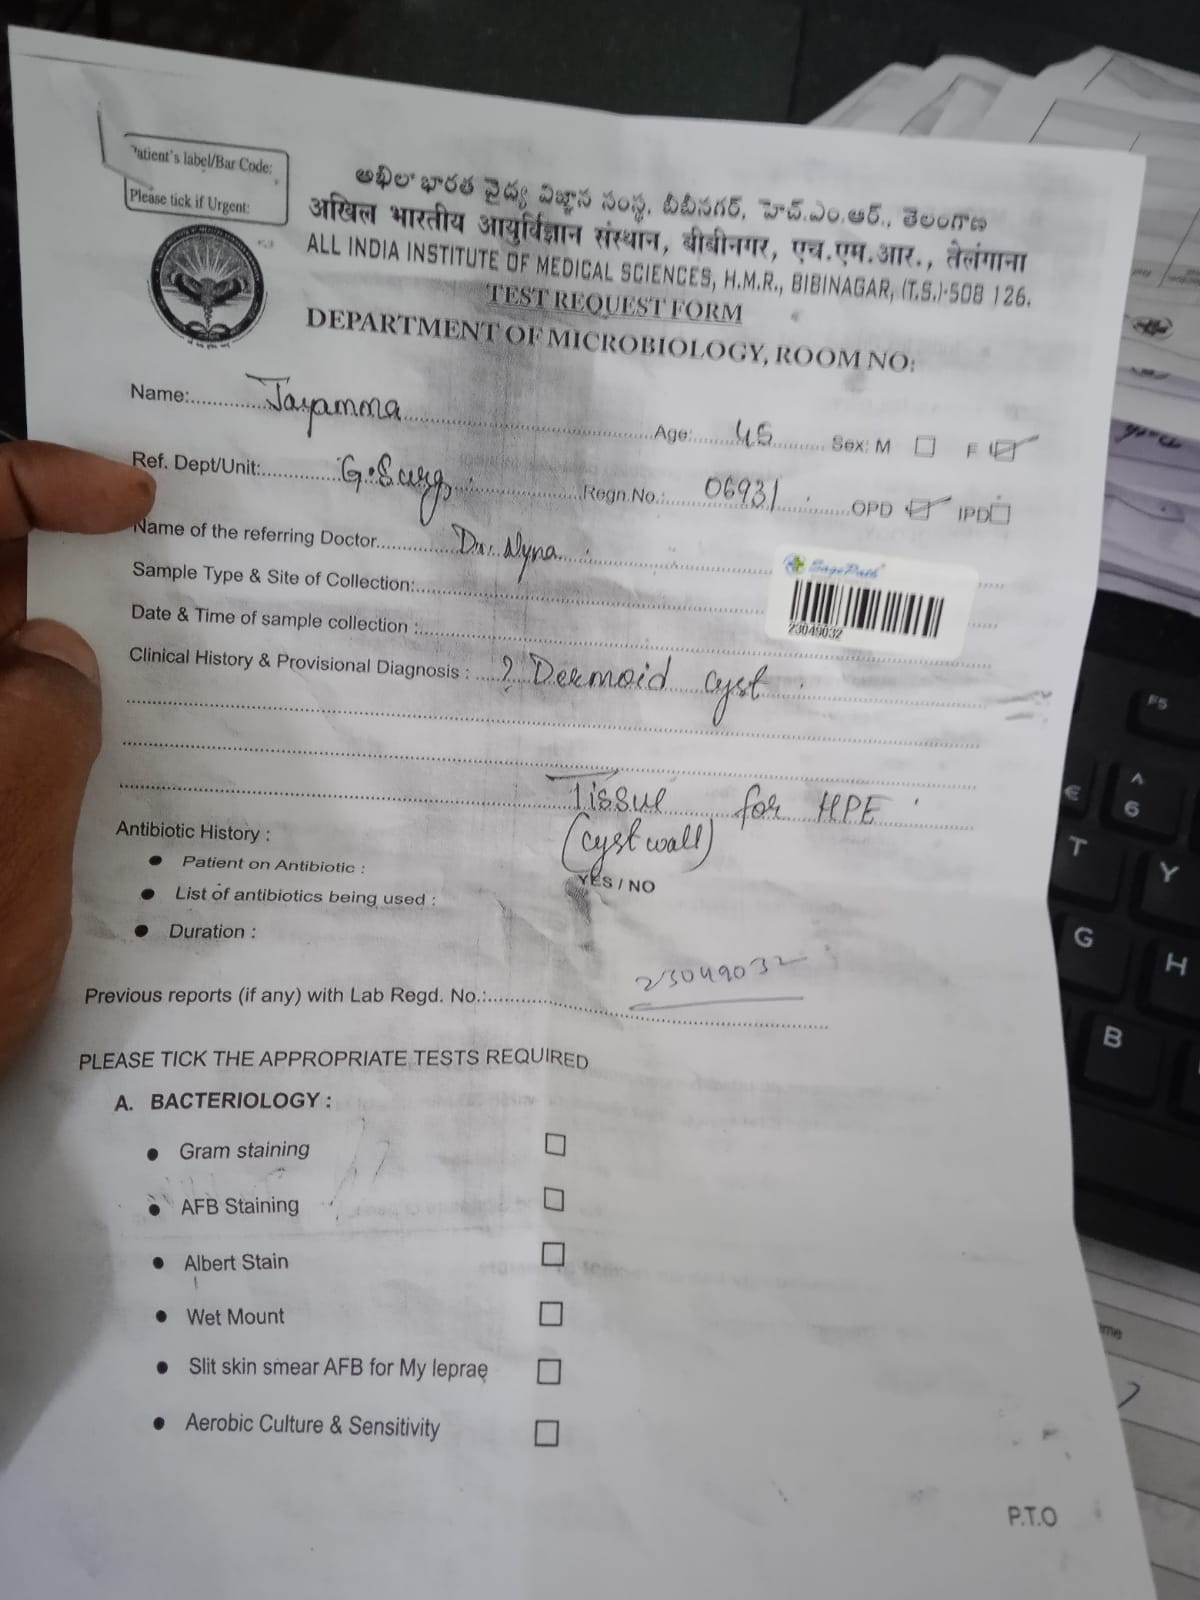 Patient's label/Bar Code:
Please tick if Urgent:
అఖిల భారత వైద్య విజ్ఞాన సంస్థ, బీబీనగర్, హెచ్.ఎం.ఆర్., తెలంగాణ
अखिल भारतीय आयुर्विज्ञान संस्थान, बीबीनगर, एच.एम.आर., तेलंगाना
ALL INDIA INSTITUTE OF MEDICAL SCIENCES, H.M.R., BIBINAGAR, (T.S.)-508 126.
TEST REQUEST FORM
DEPARTMENT OF MICROBIOLOGY, ROOM NO:
Name: Jayamma Age: 45 Sex: M F
Ref. Dept/Unit: G.Surg. Regn.No.: 06931 OPD IPD
Name of the referring Doctor Dr. Nyna
SagePath
Sample Type & Site of Collection:
23049032
Date & Time of sample collection :
Clinical History & Provisional Diagnosis : ? Dermoid cyst
Tissue for HPE
(cyst wall)
Antibiotic History :
Patient on Antibiotic : YES / NO
List of antibiotics being used :
Duration :
Previous reports (if any) with Lab Regd. No.: 23049032
PLEASE TICK THE APPROPRIATE TESTS REQUIRED
A. BACTERIOLOGY :
Gram staining
AFB Staining
Albert Stain
Wet Mount
Slit skin smear AFB for My leprae
Aerobic Culture & Sensitivity
P.T.O
F5
^
6
€
T
Y
G
H
B